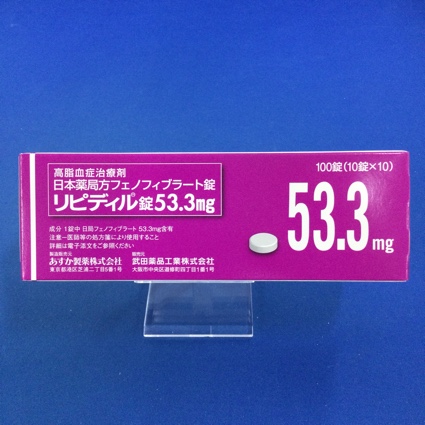 高脂血症治療剤
日本薬局方フェノフィブラート錠
リピディル®錠53.3mg
成分 1錠中 日局フェノフィブラート 53.3mg含有
注意-医師等の処方箋により使用すること
詳細は電子添文をご参照ください
製造販売元
あすか製薬株式会社
東京都港区芝浦二丁目5番1号
販売元
武田薬品工業株式会社
大阪市中央区道修町四丁目1番1号
100錠(10錠×10)
53.3mg